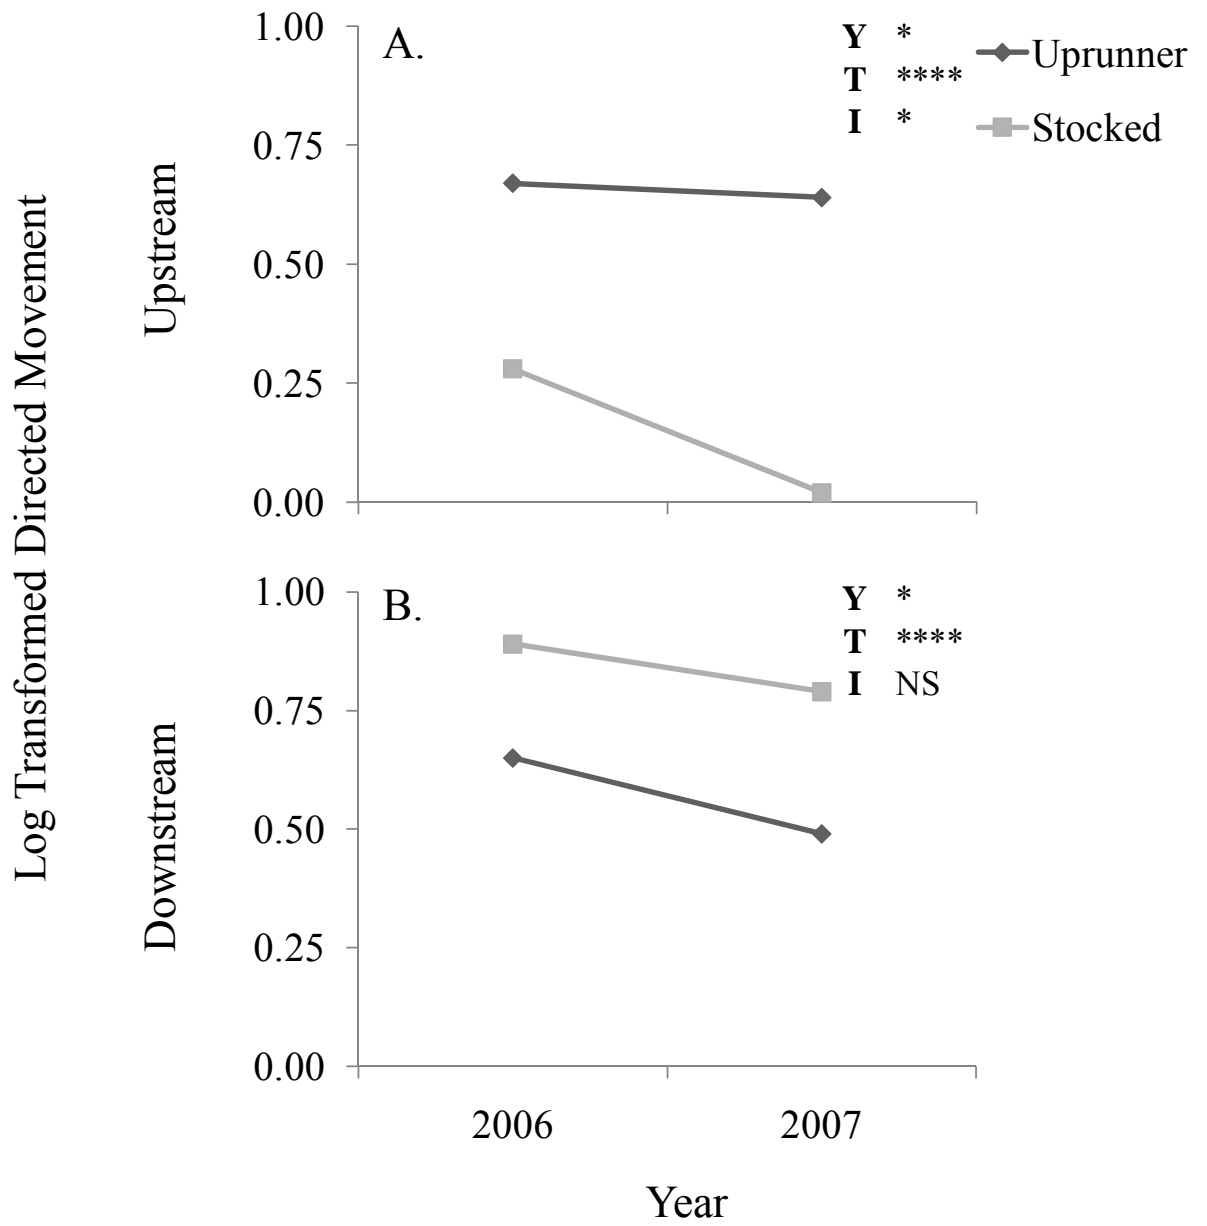 Log Transformed Directed Movement
Upstream
1.00
0.75
0.50
0.25
0.00
A.
Y *
T ****
I *
Uprunner
Stocked
Downstream
1.00
0.75
0.50
0.25
0.00
B.
Y *
T ****
I NS
2006 2007
Year